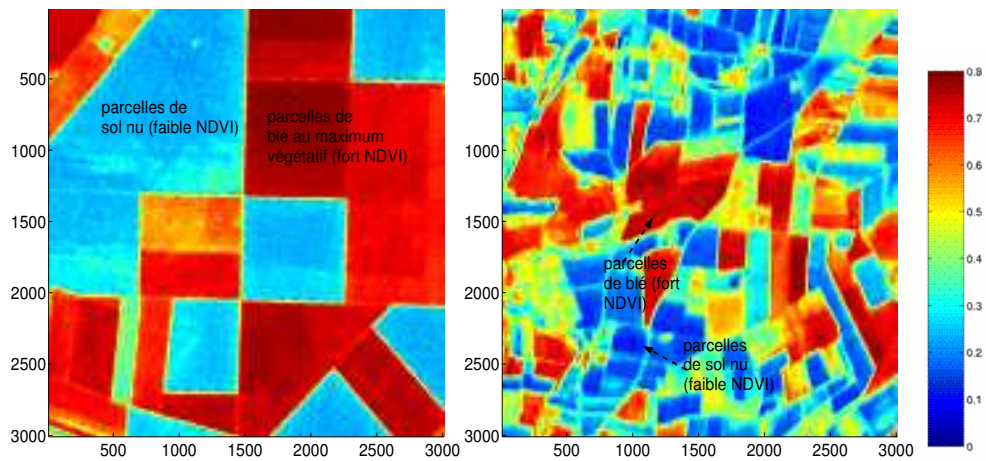 parcelles de
sol nu (faible NDVI)
parcelles de
blé au maximum
végétatif (fort NDVI)
500
1000
1500
2000
2500
3000
500 1000 1500 2000 2500 3000
parcelles
de blé (fort
NDVI)
parcelles
de sol nu
(faible NDVI)
500
1000
1500
2000
2500
3000
500 1000 1500 2000 2500 3000
0.8
0.7
0.6
0.5
0.4
0.3
0.2
0.1
0